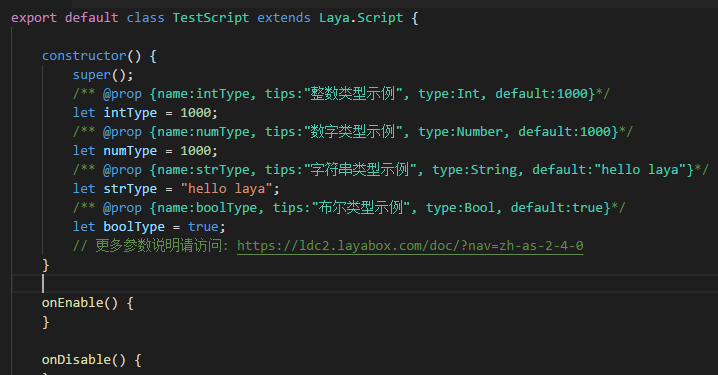 export default class TestScript extends Laya.Script {
constructor() {
super();
/** @prop {name:intType, tips:"整数类型示例", type:Int, default:1000}*/
let intType = 1000;
/** @prop {name:numType, tips:"数字类型示例", type:Number, default:1000}*/
let numType = 1000;
/** @prop {name:strType, tips:"字符串类型示例", type:String, default:"hello laya"}*/
let strType = "hello laya";
/** @prop {name:boolType, tips:"布尔类型示例", type:Bool, default:true}*/
let boolType = true;
// 更多参数说明请访问: https://ldc2.layabox.com/doc/?nav=zh-as-2-4-0
}
onEnable() {
}
onDisable() {